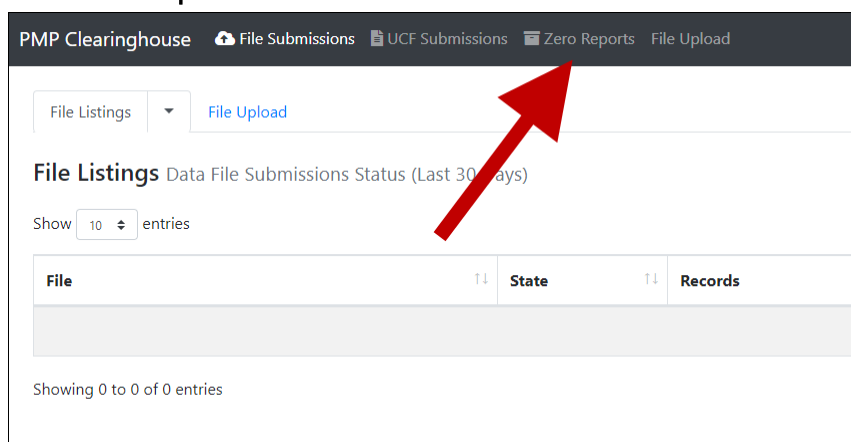 PMP Clearinghouse File Submissions UCF Submissions Zero Reports File Upload
File Listings File Upload
File Listings Data File Submissions Status (Last 30 Days)
Show 10 entries
File State Records
Showing 0 to 0 of 0 entries